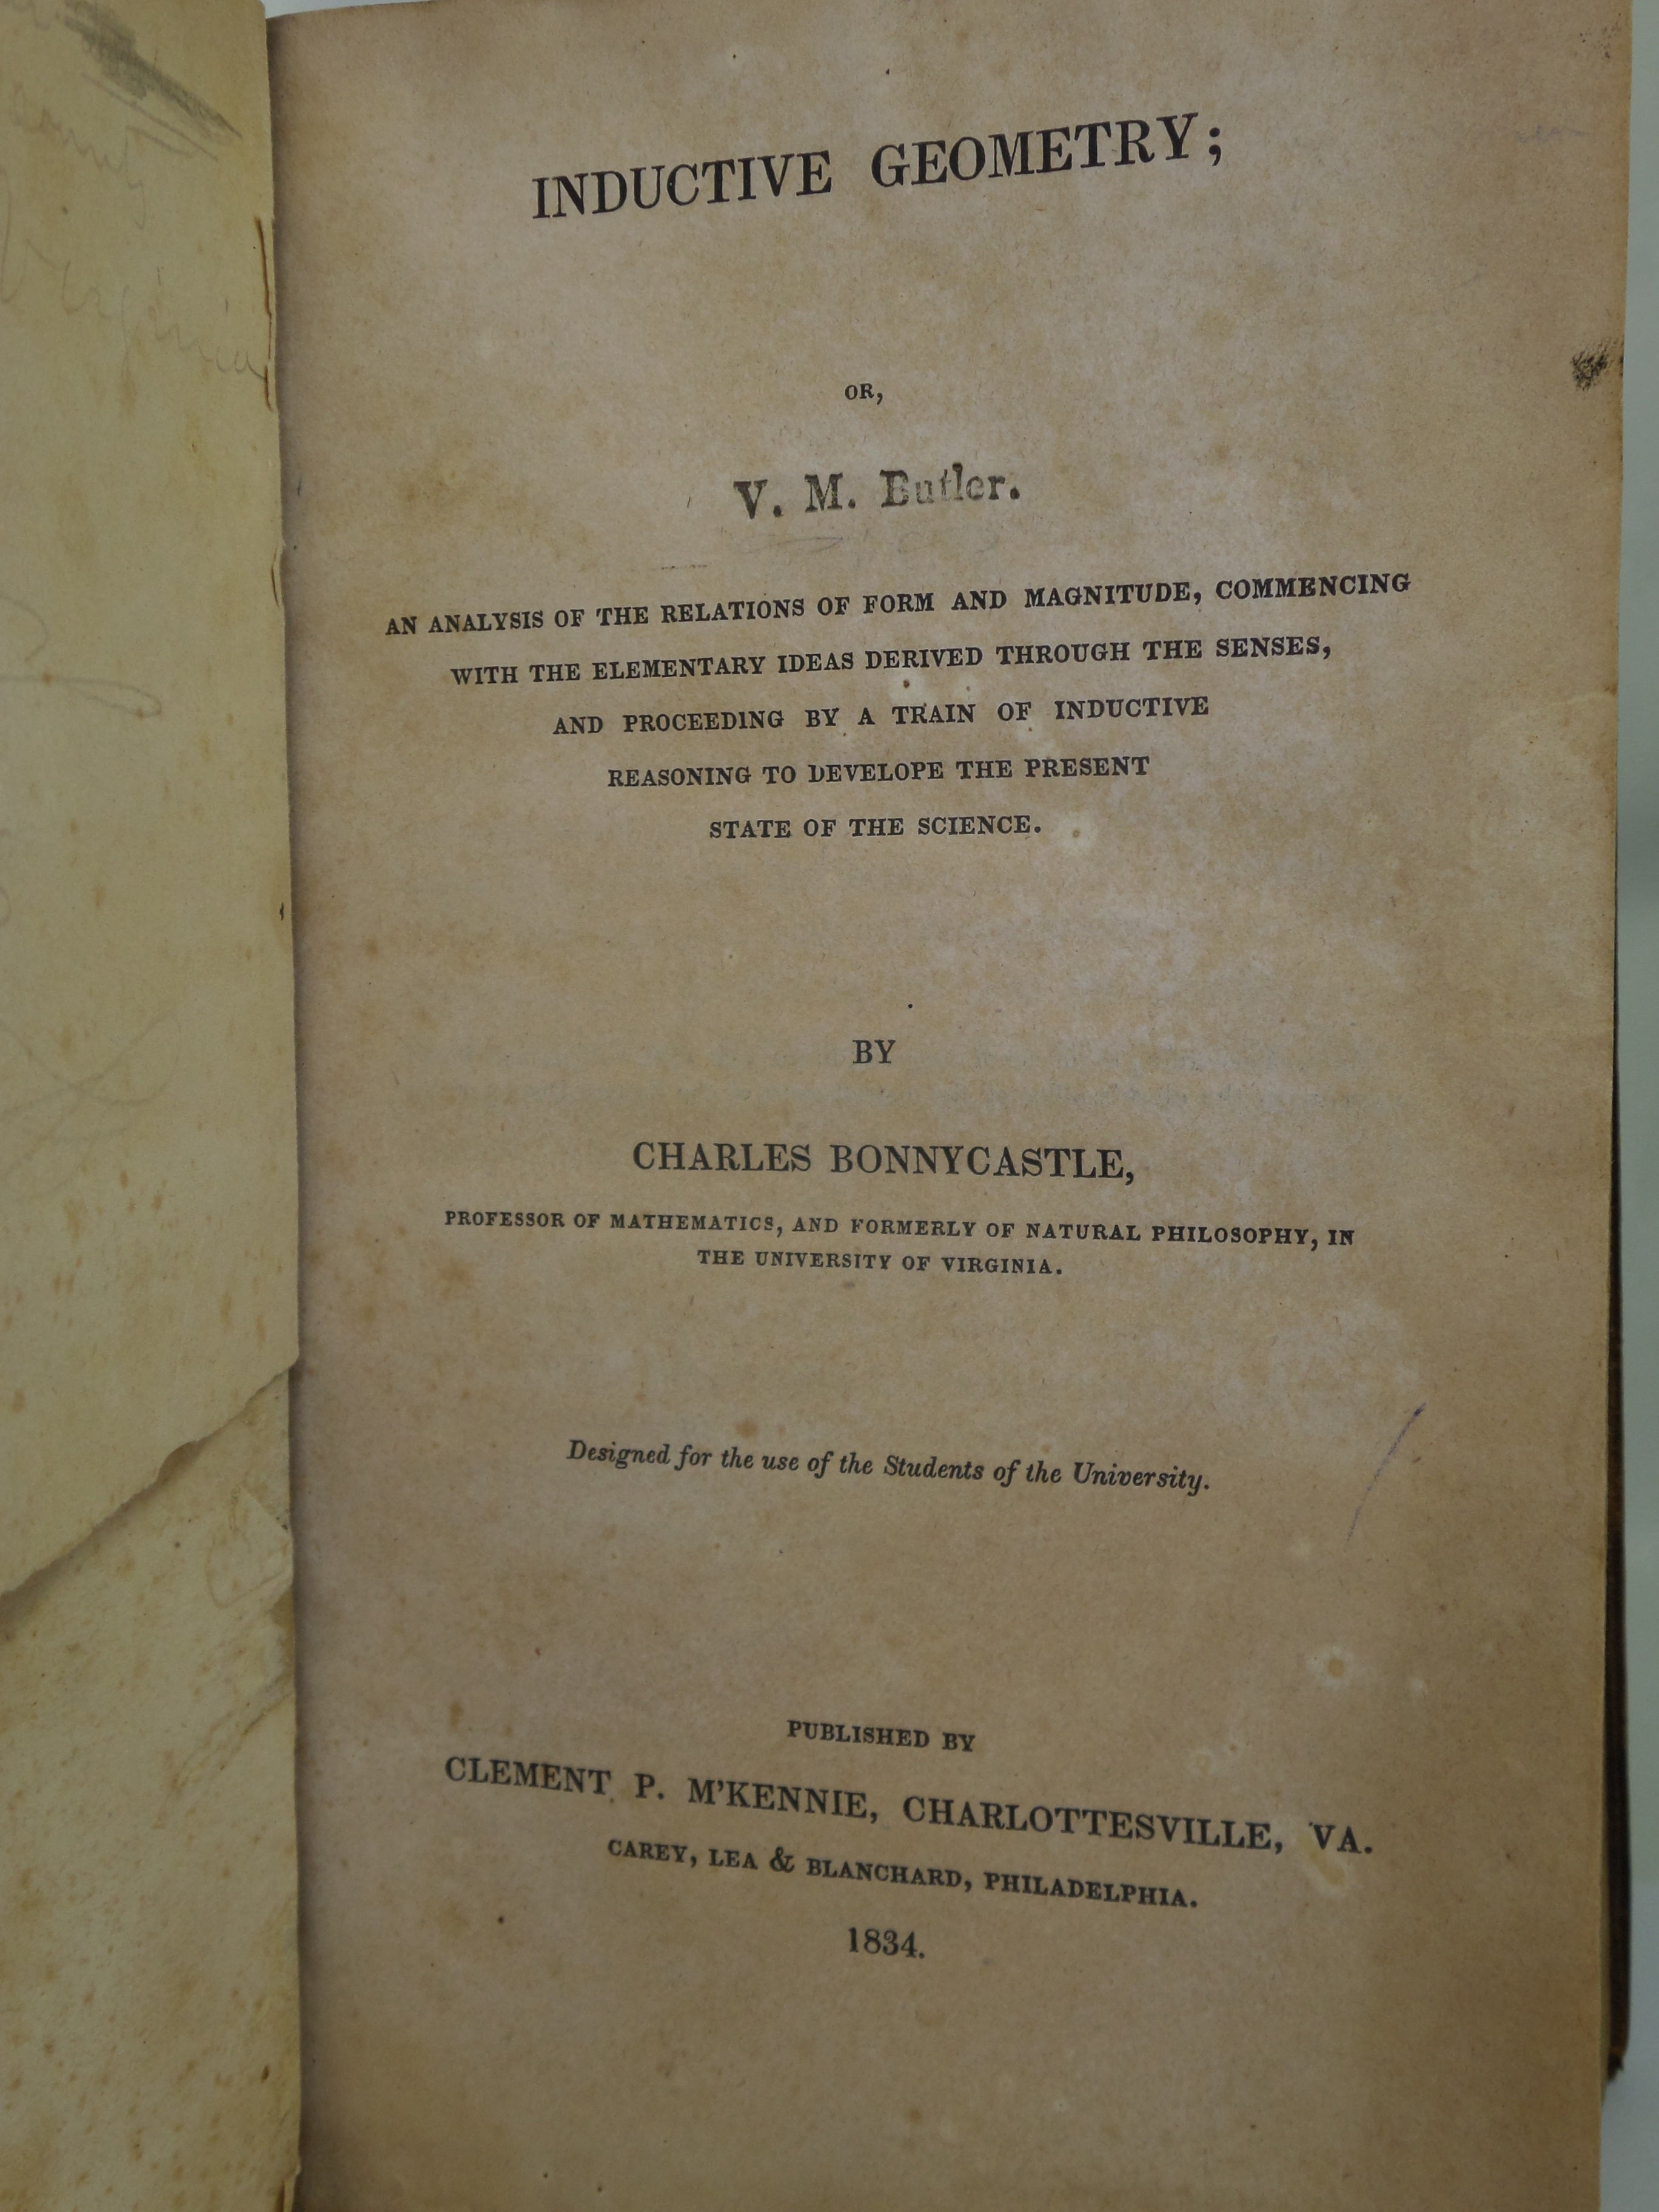 INDUCTIVE GEOMETRY;
OR,
V. M. Butler.
AN ANALYSIS OF THE RELATIONS OF FORM AND MAGNITUDE, COMMENCING
WITH THE ELEMENTARY IDEAS DERIVED THROUGH THE SENSES,
AND PROCEEDING BY A TRAIN OF INDUCTIVE
REASONING TO DEVELOPE THE PRESENT
STATE OF THE SCIENCE.
BY
CHARLES BONNYCASTLE,
PROFESSOR OF MATHEMATICS, AND FORMERLY OF NATURAL PHILOSOPHY, IN
THE UNIVERSITY OF VIRGINIA.
Designed for the use of the Students of the University.
PUBLISHED BY
CLEMENT P. M'KENNIE, CHARLOTTESVILLE, VA.
CAREY, LEA & BLANCHARD, PHILADELPHIA.
1834.